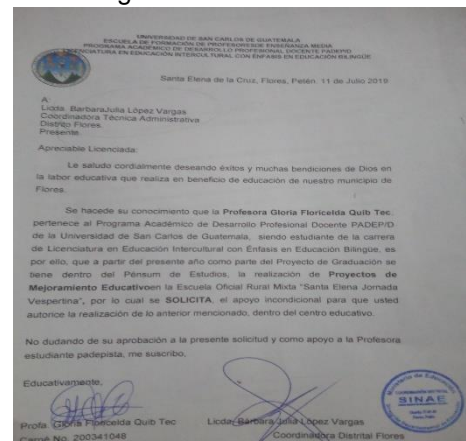 UNIVERSIDAD DE SAN CARLOS DE GUATEMALA
ESCUELA DE FORMACIÓN DE PROFESORES DE ENSEÑANZA MEDIA
PROGRAMA ACADÉMICO DE DESARROLLO PROFESIONAL DOCENTE PADEP/D
LICENCIATURA EN EDUCACIÓN INTERCULTURAL CON ÉNFASIS EN EDUCACIÓN BILINGÜE
Santa Elena de la Cruz, Flores, Petén. 11 de Julio 2019
A:
Licda. BarbaraJulia López Vargas
Coordinadora Técnica Administrativa
Distrito Flores.
Presente.
Apreciable Licenciada:
Le saludo cordialmente deseando éxitos y muchas bendiciones de Dios en
la labor educativa que realiza en beneficio de educación de nuestro municipio de
Flores.
Se hacede su conocimiento que la Profesora Gloria Floricelda Quib Tec,
pertenece al Programa Académico de Desarrollo Profesional Docente PADEP/D
de la Universidad de San Carlos de Guatemala, siendo estudiante de la carrera
de Licenciatura en Educación Intercultural con Énfasis en Educación Bilingüe, es
por ello, que a partir del presente año como parte del Proyecto de Graduación se
tiene dentro del Pénsum de Estudios, la realización de Proyectos de
Mejoramiento Educativoen la Escuela Oficial Rural Mixta "Santa Elena Jornada
Vespertina", por lo cual se SOLICITA, el apoyo incondicional para que usted
autorice la realización de lo anterior mencionado, dentro del centro educativo.
No dudando de su aprobación a la presente solicitud y como apoyo a la Profesora
estudiante padepista, me suscribo,
Educativamente,
Profa. Gloria Floricelda Quib Tec
Licda. Bárbara Julia López Vargas
Carné No. 200341048
Coordinadora Distrital Flores
SINAE